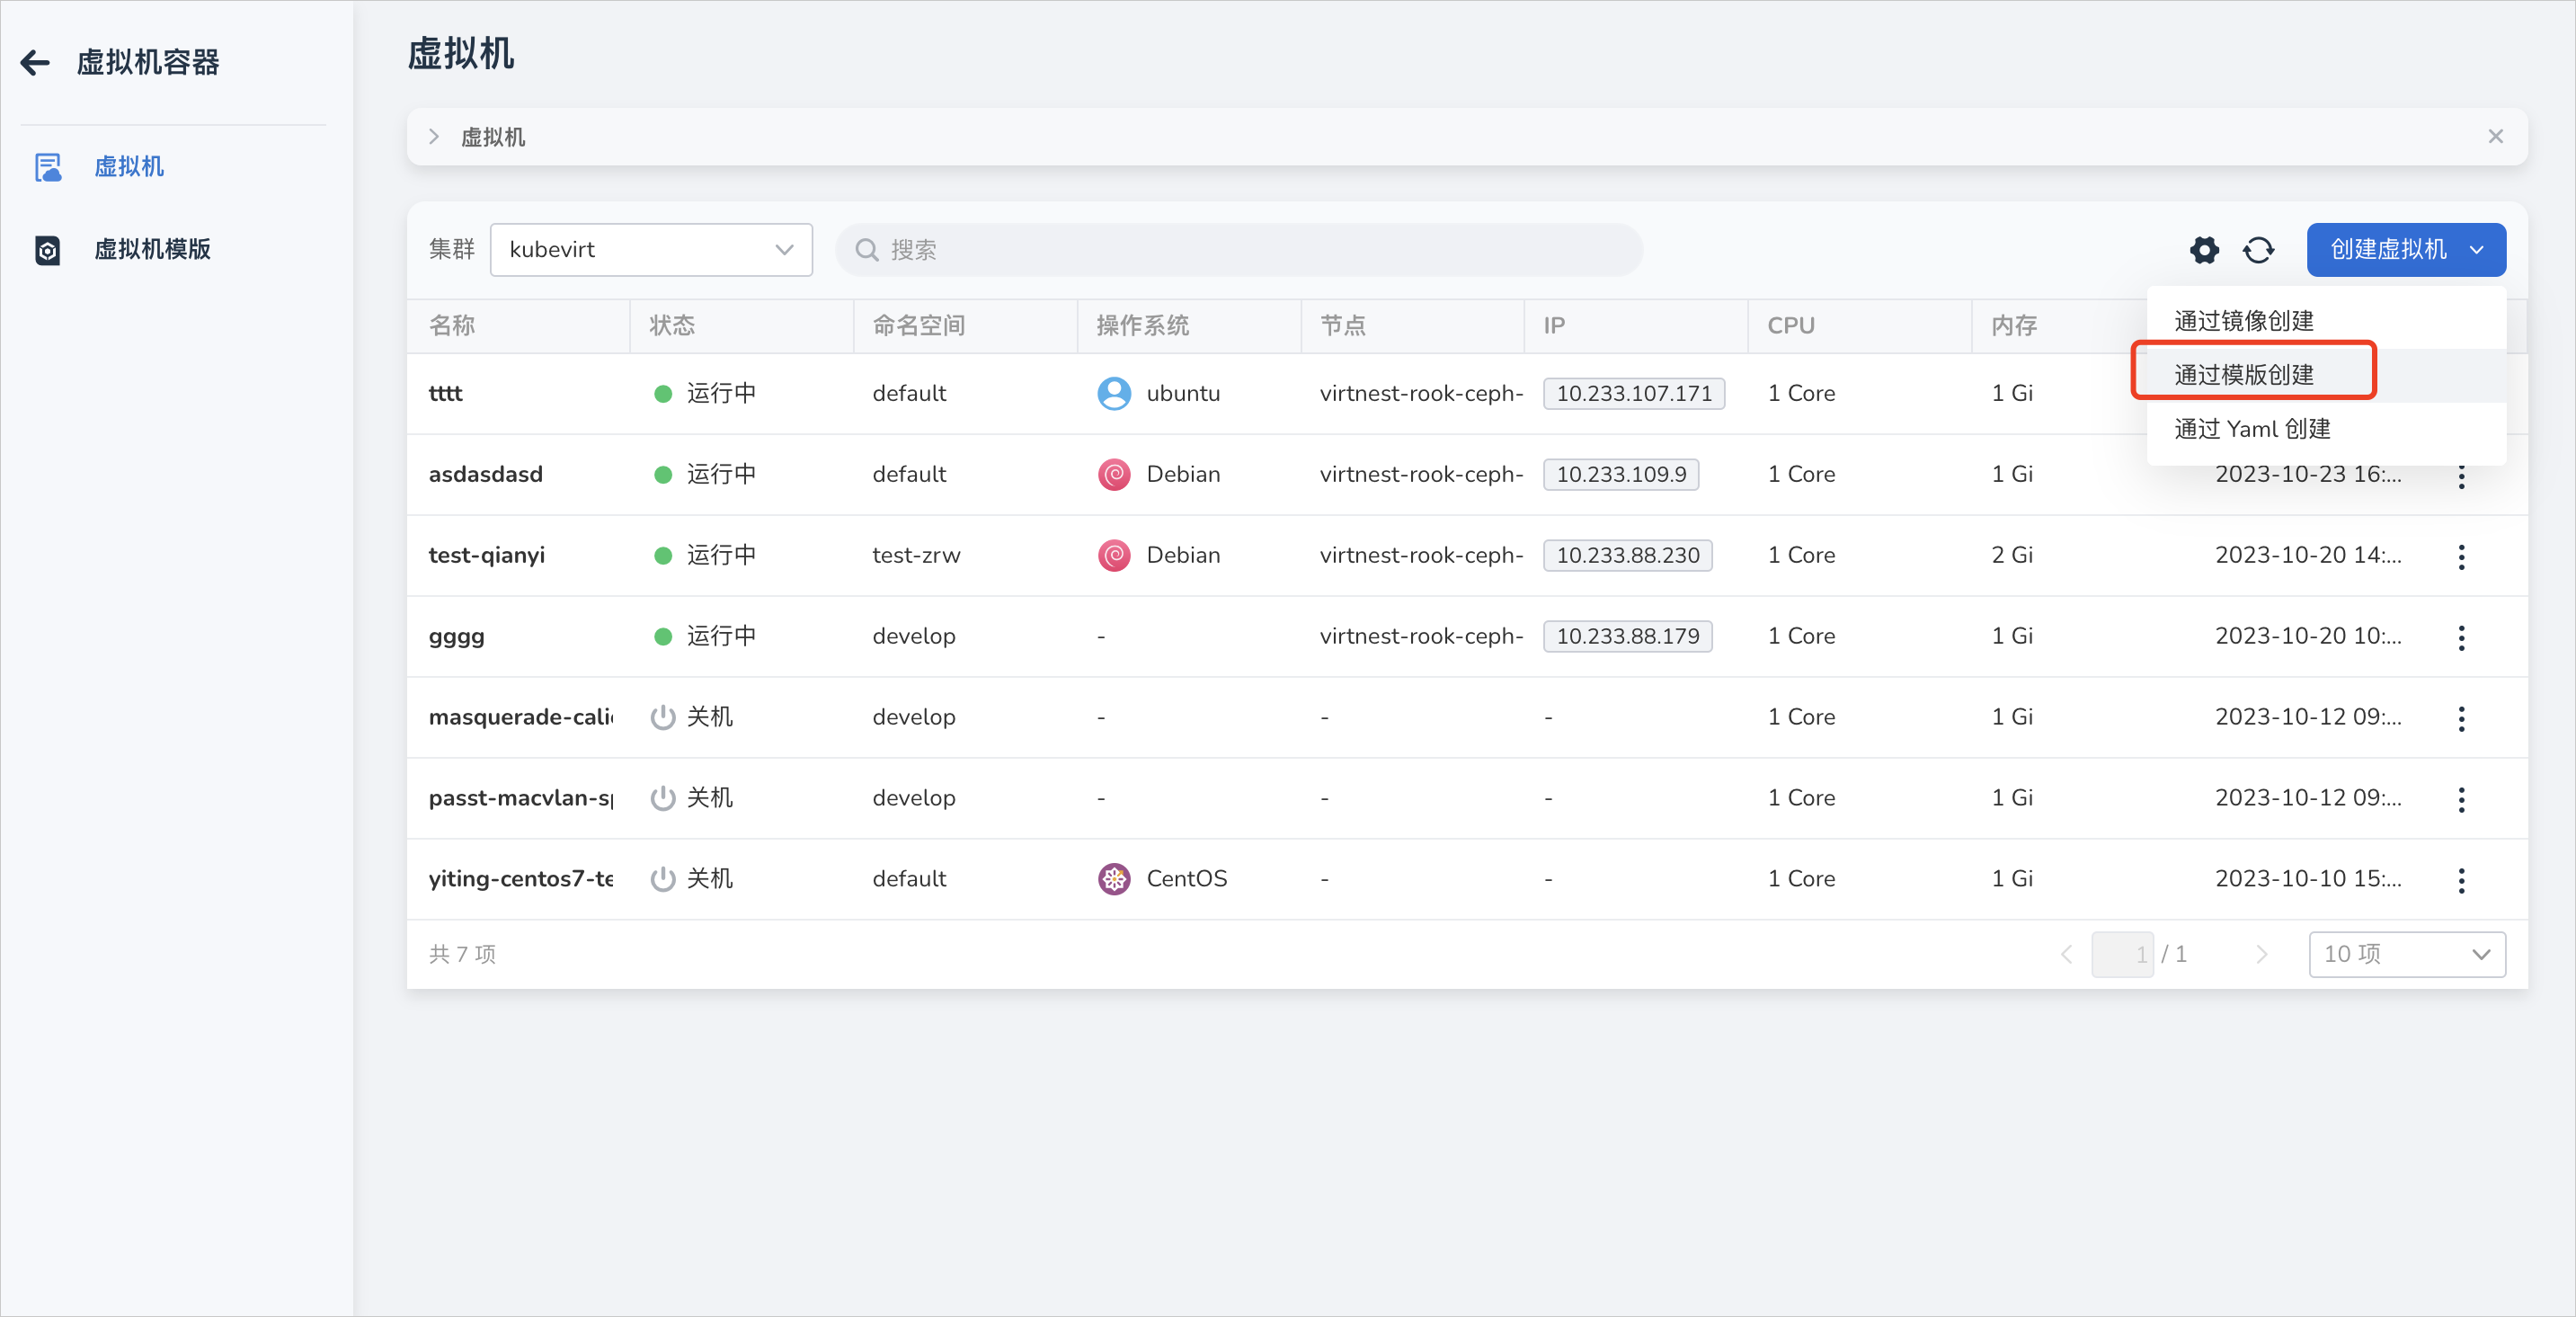 虚拟机容器
虚拟机
虚拟机模版
虚拟机
虚拟机
集群 kubevirt 搜索 创建虚拟机
通过镜像创建
通过模版创建
通过 Yaml 创建
名称 状态 命名空间 操作系统 节点 IP CPU 内存
tttt 运行中 default ubuntu virtnest-rook-ceph- 10.233.107.171 1 Core 1 Gi
asdasdasd 运行中 default Debian virtnest-rook-ceph- 10.233.109.9 1 Core 1 Gi 2023-10-23 16:...
test-qianyi 运行中 test-zrw Debian virtnest-rook-ceph- 10.233.88.230 1 Core 2 Gi 2023-10-20 14:...
gggg 运行中 develop - virtnest-rook-ceph- 10.233.88.179 1 Core 1 Gi 2023-10-20 10:...
masquerade-cali 关机 develop - - - 1 Core 1 Gi 2023-10-12 09:...
passt-macvlan-s 关机 develop - - - 1 Core 1 Gi 2023-10-12 09:...
yiting-centos7-te 关机 default CentOS - - 1 Core 1 Gi 2023-10-10 15:...
共 7 项 1 / 1 10 项